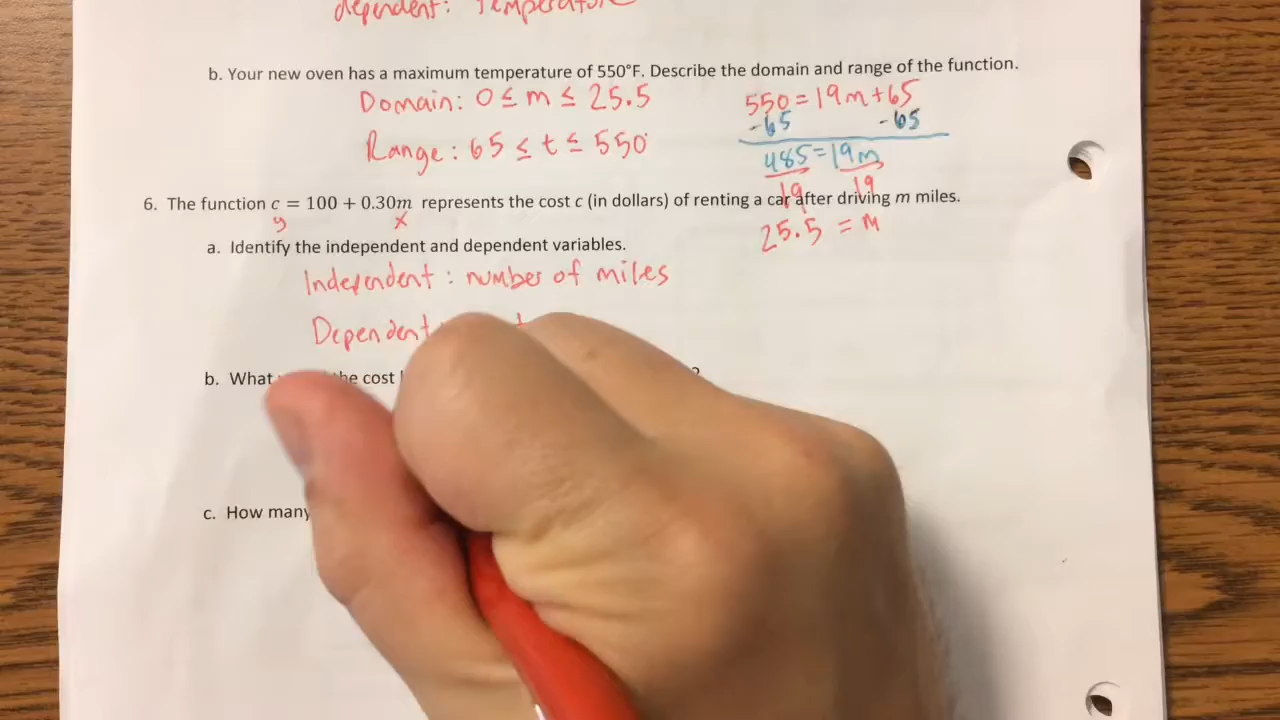 dependent: Temperature
b. Your new oven has a maximum temperature of 550°F. Describe the domain and range of the function.
Domain: 0 ≤ m ≤ 25.5
550 = 19m + 65
-65 -65
Range: 65 ≤ t ≤ 550
485 = 19m
19 19
6. The function c = 100 + 0.30m represents the cost c (in dollars) of renting a car after driving m miles.
y x
25.5 = m
a. Identify the independent and dependent variables.
Independent: number of miles
Dependent
b. What the cost
?
c. How many